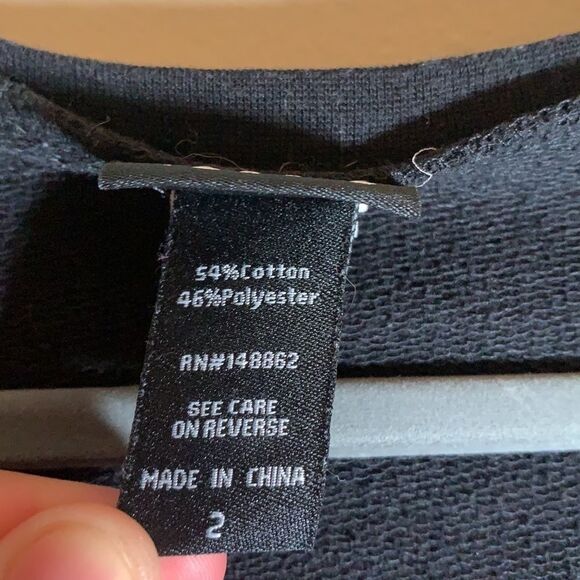 54%Cotton
46%Polyester
RN#148862
SEE CARE
ON REVERSE
MADE IN CHINA
2